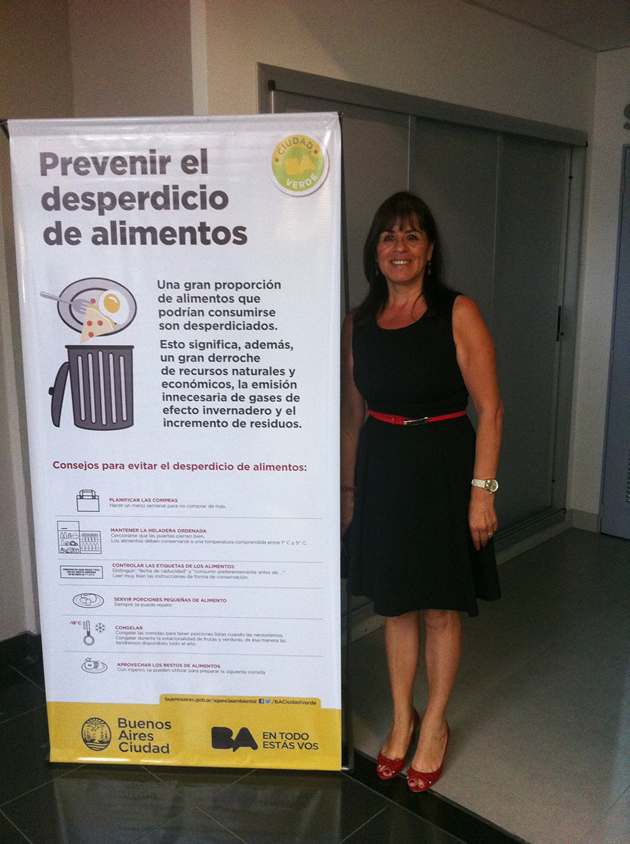 Prevenir el
desperdicio
de alimentos
CIUDAD
BA
VERDE
Una gran proporción
de alimentos que
podrían consumirse
son desperdiciados.
Esto significa, además,
un gran derroche
de recursos naturales y
económicos, la emisión
innecesaria de gases de
efecto invernadero y el
incremento de residuos.
Consejos para evitar el desperdicio de alimentos:
PLANIFICAR LAS COMPRAS
Hacer un menú semanal para no comprar de más.
MANTENER LA HELADERA ORDENADA
Cerciorarse que las puertas cierren bien.
Los alimentos deben conservarse a una temperatura comprendida entre 1° C y 5° C.
CONTROLAR LAS ETIQUETAS DE LOS ALIMENTOS
Distinguir: "fecha de caducidad" y "consumir preferentemente antes de..."
Leer muy bien las instrucciones de forma de conservación.
SERVIR PORCIONES PEQUEÑAS DE ALIMENTO
Siempre se puede repetir
-18°C
CONGELAR
Congelar las comidas para tener porciones listas cuando las necesitemos.
Congelar durante la estacionalidad de frutas y verduras, de esa manera las
tendremos disponibles todo el año.
APROVECHAR LOS RESTOS DE ALIMENTOS
Con ingenio, se pueden utilizar para preparar la siguiente comida.
buenosaires.gob.ar/agenciaambiental /BACiudadVerde
Buenos
Aires
Ciudad
BA
EN TODO
ESTÁS VOS